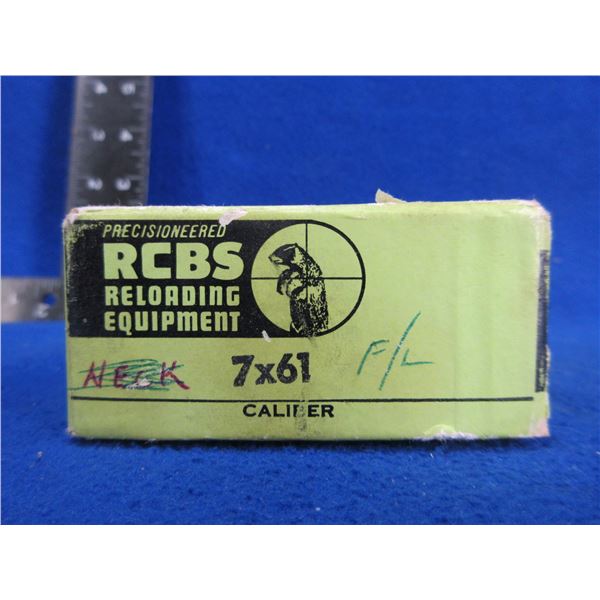 PRECISIONEERED
RCBS
RELOADING
EQUIPMENT
NECK 7x61 F/L
CALIBER